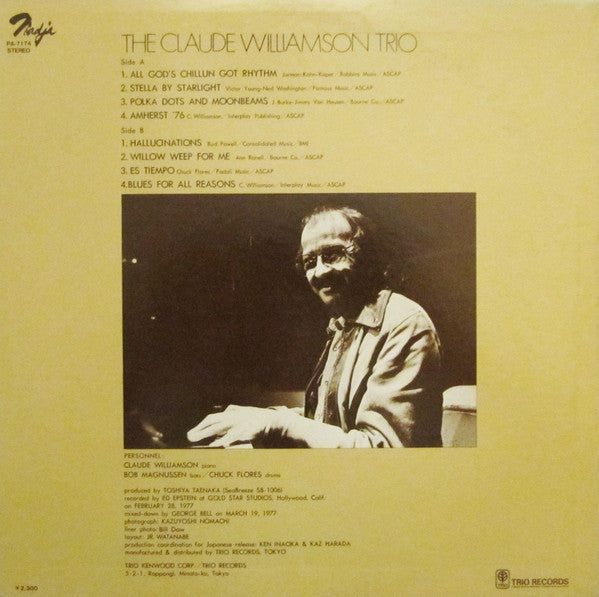 Nadja
PA-7174
STEREO
THE CLAUDE WILLIAMSON TRIO
Side A
1. ALL GOD'S CHILLUN GOT RHYTHM Jurman-Kahn-Kaper / Robbins Music / ASCAP
2. STELLA BY STARLIGHT Victor Young-Ned Washington / Famous Music / ASCAP
3. POLKA DOTS AND MOONBEAMS J. Burke-Jimmy Van Heusen / Bourne Co. / ASCAP
4. AMHERST '76 C. Williamson / Interplay Publishing / ASCAP
Side B
1. HALLUCINATIONS Bud Powell / Consolidated Music / BMI
2. WILLOW WEEP FOR ME Ann Ronell / Bourne Co. / ASCAP
3. ES TIEMPO Chuck Flores / Music / ASCAP
4. BLUES FOR ALL REASONS C. Williamson / Interplay Music / ASCAP
PERSONNEL:
CLAUDE WILLIAMSON piano
BOB MAGNUSSEN bass / CHUCK FLORES drums
produced by TOSHIYA TAENAKA (SeaBreeze 58-1006)
recorded by ED EPSTEIN at GOLD STAR STUDIOS, Hollywood, Calif.
on FEBRUARY 28, 1977
mixed-down by GEORGE BELL on MARCH 19, 1977
photograph: KAZUYOSHI NOMACHI
liner photo: Bill Dow
layout: JR. WATANABE
production coordination for Japanese release: KEN INAOKA & KAZ HARADA
manufactured & distributed by TRIO RECORDS, TOKYO
TRIO KENWOOD CORP. / TRIO RECORDS
5-2-1, Roppongi, Minato-ku, Tokyo
¥2,300
TRIO RECORDS